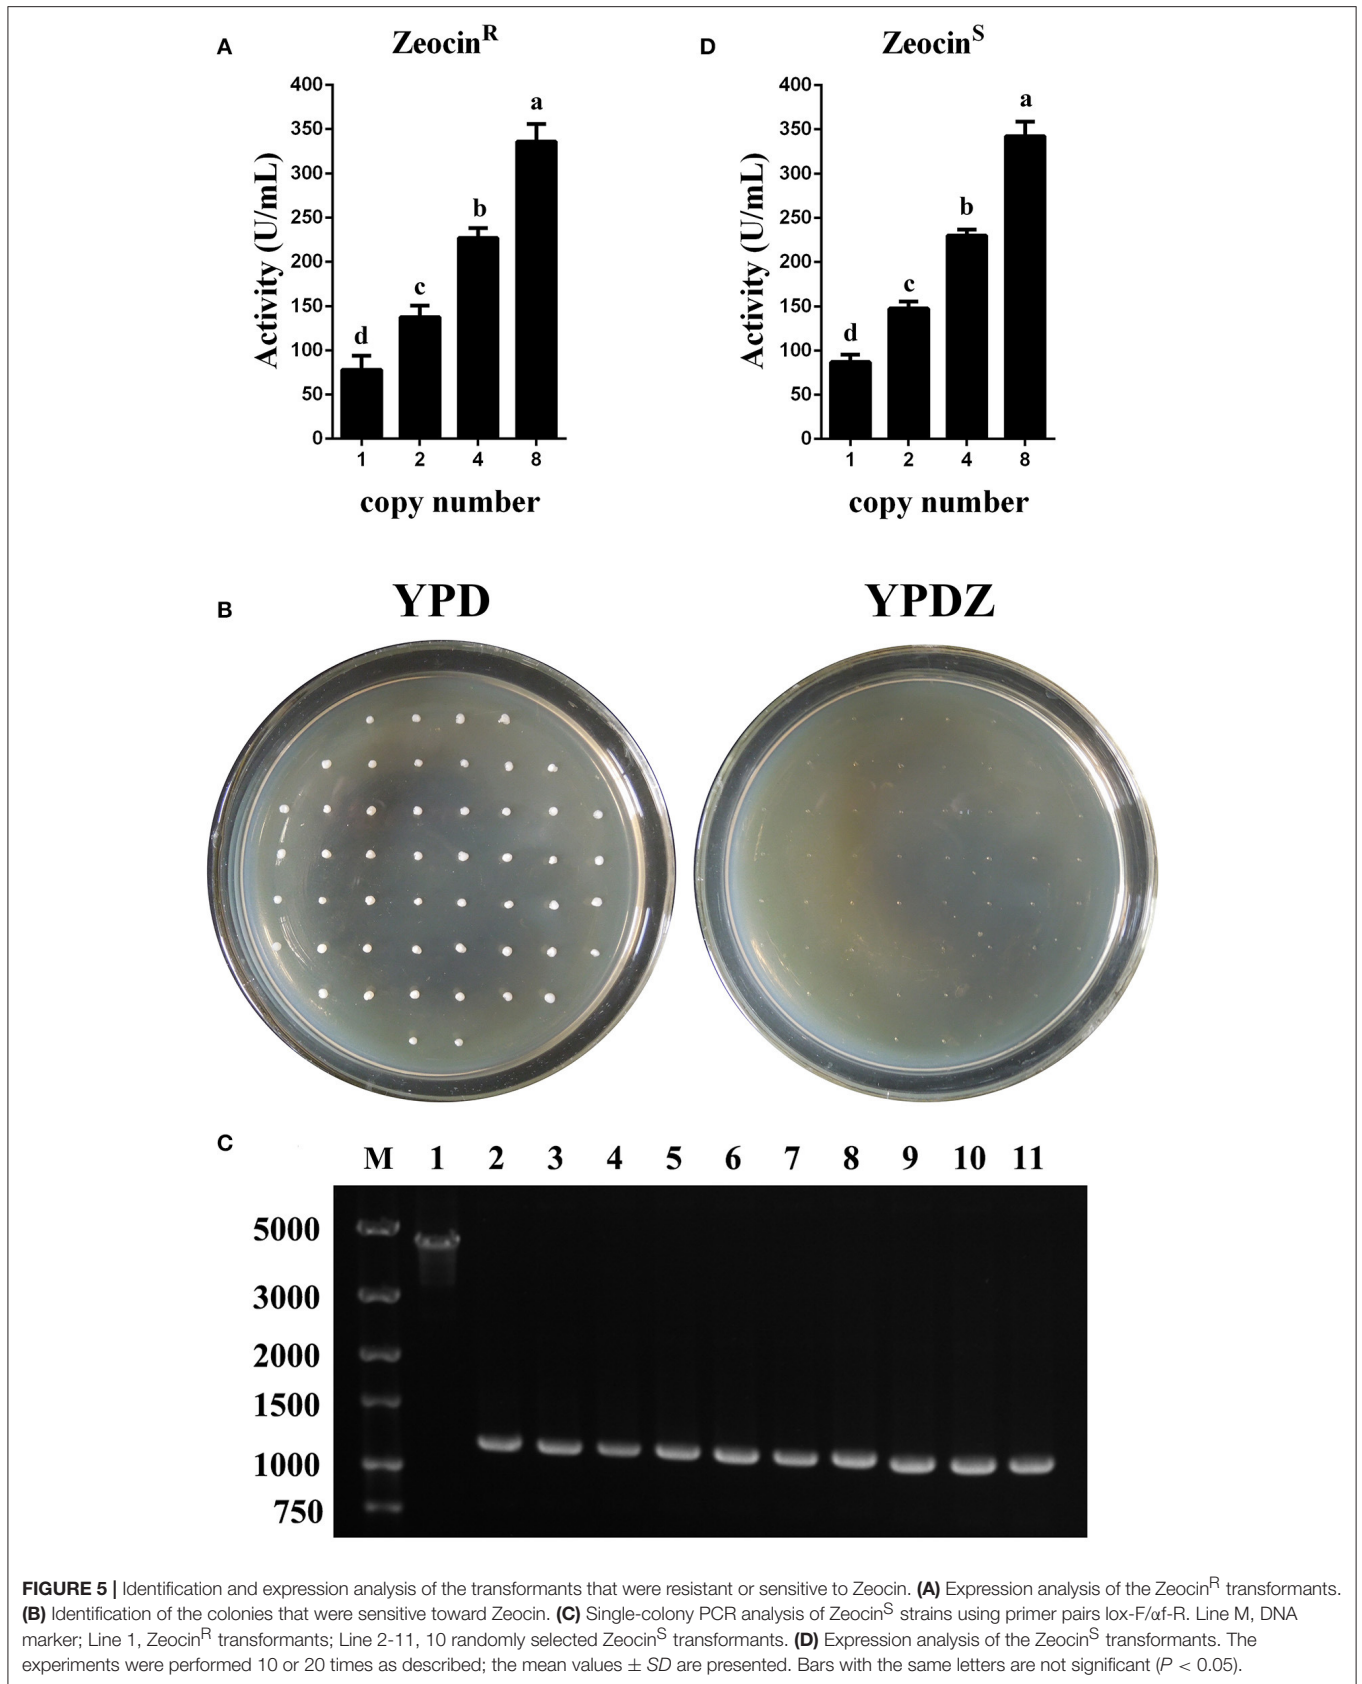 A
Zeocin^R
400
350
300
250
200
150
100
50
0
Activity (U/mL)
a
b
c
d
1 2 4 8
copy number
D
Zeocin^S
400
350
300
250
200
150
100
50
0
Activity (U/mL)
a
b
c
d
1 2 4 8
copy number
B
YPD YPDZ
C
M 1 2 3 4 5 6 7 8 9 10 11
5000
3000
2000
1500
1000
750
FIGURE 5 | Identification and expression analysis of the transformants that were resistant or sensitive to Zeocin. (A) Expression analysis of the Zeocin^R transformants.
(B) Identification of the colonies that were sensitive toward Zeocin. (C) Single-colony PCR analysis of Zeocin^S strains using primer pairs lox-F/αf-R. Line M, DNA
marker; Line 1, Zeocin^R transformants; Line 2-11, 10 randomly selected Zeocin^S transformants. (D) Expression analysis of the Zeocin^S transformants. The
experiments were performed 10 or 20 times as described; the mean values ± SD are presented. Bars with the same letters are not significant (P < 0.05).